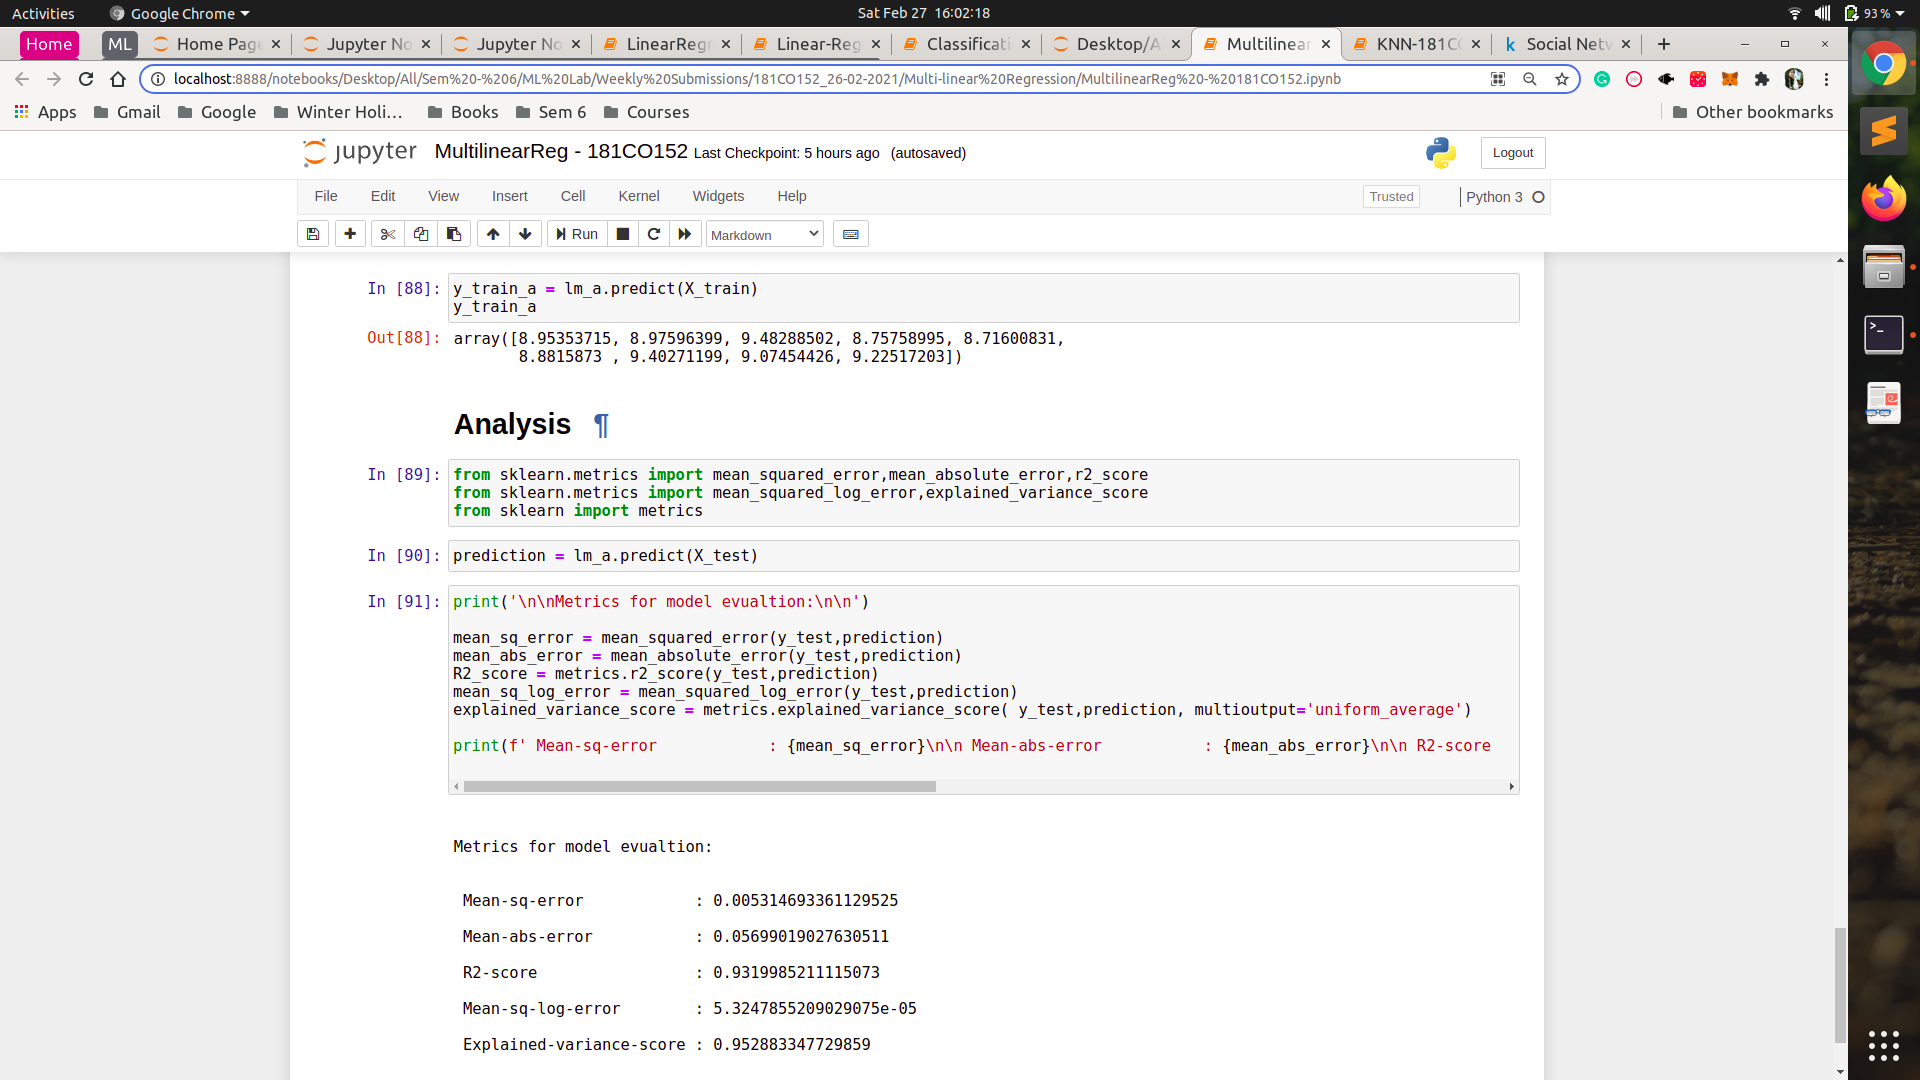 Activities Google Chrome Sat Feb 27 16:02:18 93 %
Home ML Home Page Jupyter No Jupyter No LinearRegr Linear-Reg Classificati Desktop/A Multilinear KNN-181C Social Netw
localhost:8888/notebooks/Desktop/All/Sem%20-%206/ML%20Lab/Weekly%20Submissions/181CO152_26-02-2021/Multi-linear%20Regression/MultilinearReg%20-%20181CO152.ipynb
Apps Gmail Google Winter Holi... Books Sem 6 Courses Other bookmarks
jupyter MultilinearReg - 181CO152 Last Checkpoint: 5 hours ago (autosaved) Logout
File Edit View Insert Cell Kernel Widgets Help Trusted Python 3
Run Markdown
In [88]: y_train_a = lm_a.predict(X_train)
y_train_a
Out[88]: array([8.95353715, 8.97596399, 9.48288502, 8.75758995, 8.71600831,
8.8815873 , 9.40271199, 9.07454426, 9.22517203])
Analysis ¶
In [89]: from sklearn.metrics import mean_squared_error,mean_absolute_error,r2_score
from sklearn.metrics import mean_squared_log_error,explained_variance_score
from sklearn import metrics
In [90]: prediction = lm_a.predict(X_test)
In [91]: print('\n\nMetrics for model evualtion:\n\n')
mean_sq_error = mean_squared_error(y_test,prediction)
mean_abs_error = mean_absolute_error(y_test,prediction)
R2_score = metrics.r2_score(y_test,prediction)
mean_sq_log_error = mean_squared_log_error(y_test,prediction)
explained_variance_score = metrics.explained_variance_score( y_test,prediction, multioutput='uniform_average')
print(f' Mean-sq-error : {mean_sq_error}\n\n Mean-abs-error : {mean_abs_error}\n\n R2-score
Metrics for model evualtion:
Mean-sq-error : 0.005314693361129525
Mean-abs-error : 0.05699019027630511
R2-score : 0.9319985211115073
Mean-sq-log-error : 5.3247855209029075e-05
Explained-variance-score : 0.952883347729859